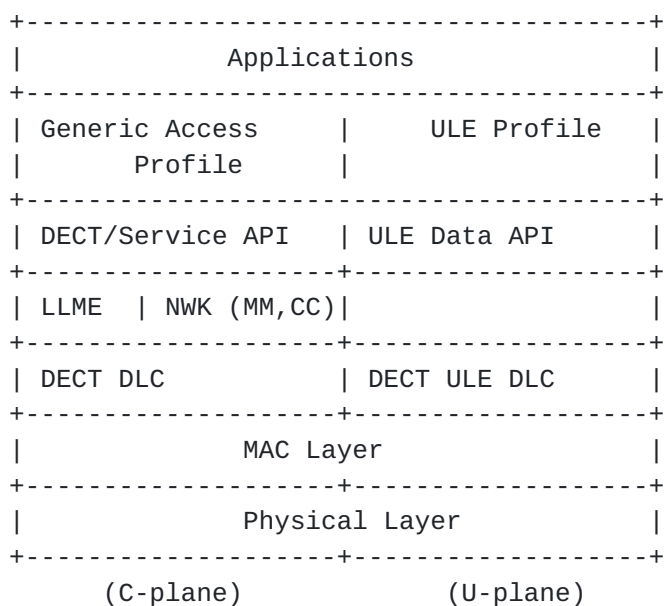 +----------------------------------------+
|             Applications               |
+----------------------------------------+
| Generic Access     |     ULE Profile   |
|       Profile      |                   |
+----------------------------------------+
| DECT/Service API   | ULE Data API      |
+--------------------+-------------------+
| LLME  | NWK (MM,CC)|                   |
+--------------------+-------------------+
| DECT DLC           | DECT ULE DLC      |
+--------------------+-------------------+
|              MAC Layer                 |
+--------------------+-------------------+
|              Physical Layer            |
+--------------------+-------------------+
      (C-plane)             (U-plane)